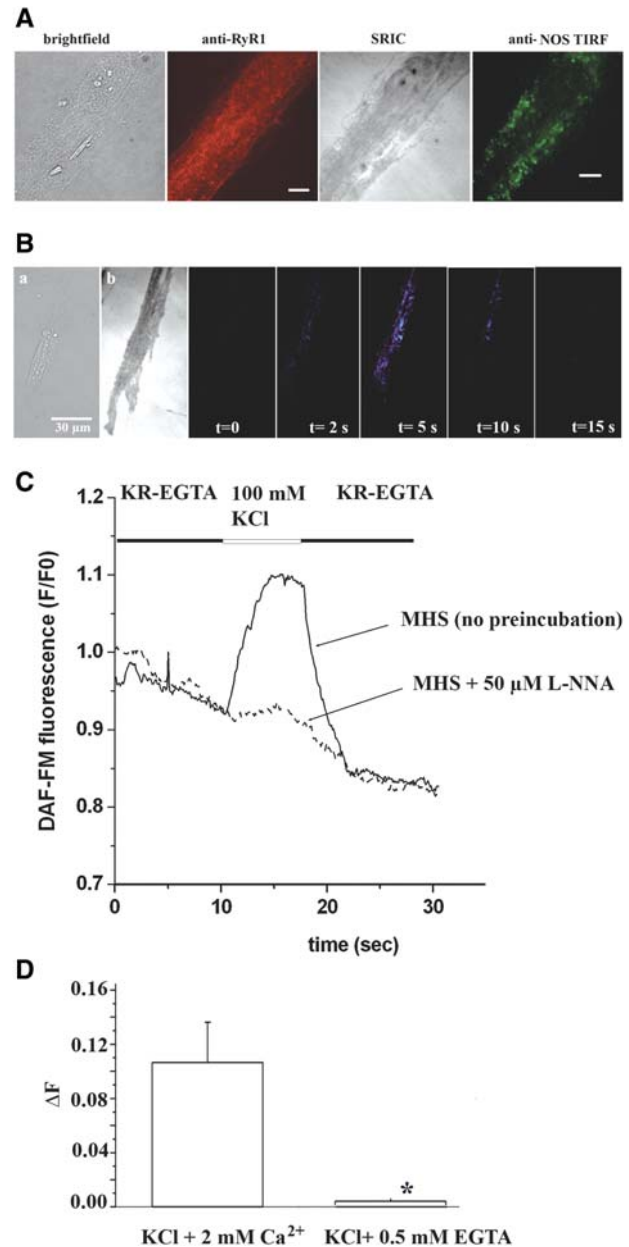 A
brightfield anti-RyR1 SRIC anti-NOS TIRF
B
a b
30 µm t=0 t= 2 s t= 5 s t=10 s t=15 s
C
KR-EGTA 100 mM KCl KR-EGTA
1.2
1.1
1.0
0.9
0.8
0.7
DAF-FM fluorescence (F/F0)
MHS (no preincubation)
MHS + 50 µM L-NNA
0 10 20 30
time (sec)
D
0.16
0.12
0.08
0.04
0.00
ΔF
*
KCl + 2 mM Ca²⁺ KCl+ 0.5 mM EGTA